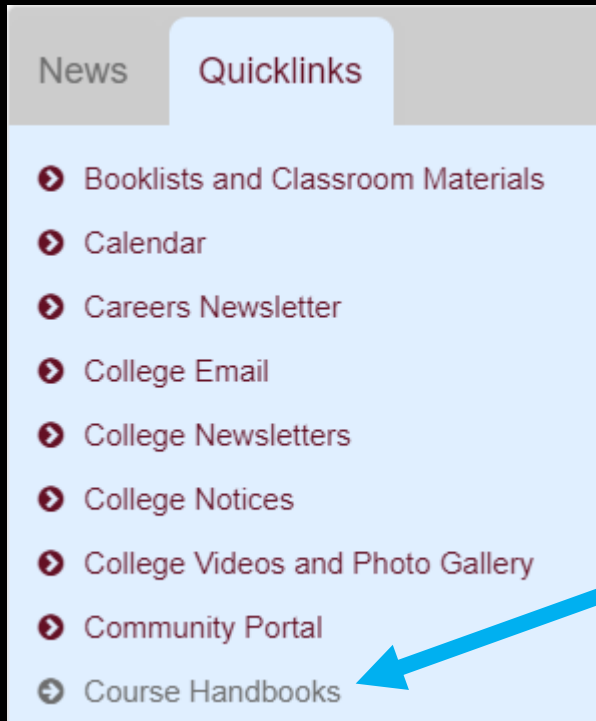 News Quicklinks
Booklists and Classroom Materials
Calendar
Careers Newsletter
College Email
College Newsletters
College Notices
College Videos and Photo Gallery
Community Portal
Course Handbooks